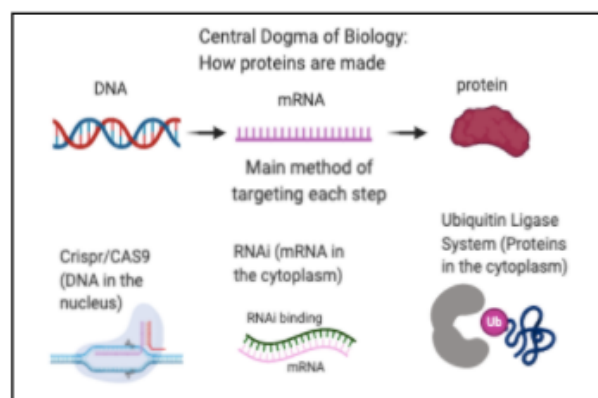 Central Dogma of Biology:
How proteins are made
DNA
mRNA
protein
Main method of
targeting each step
Crispr/CAS9
(DNA in the
nucleus)
RNAi (mRNA in
the cytoplasm)
Ubiquitin Ligase
System (Proteins
in the cytoplasm)
RNAi binding
mRNA
Ub